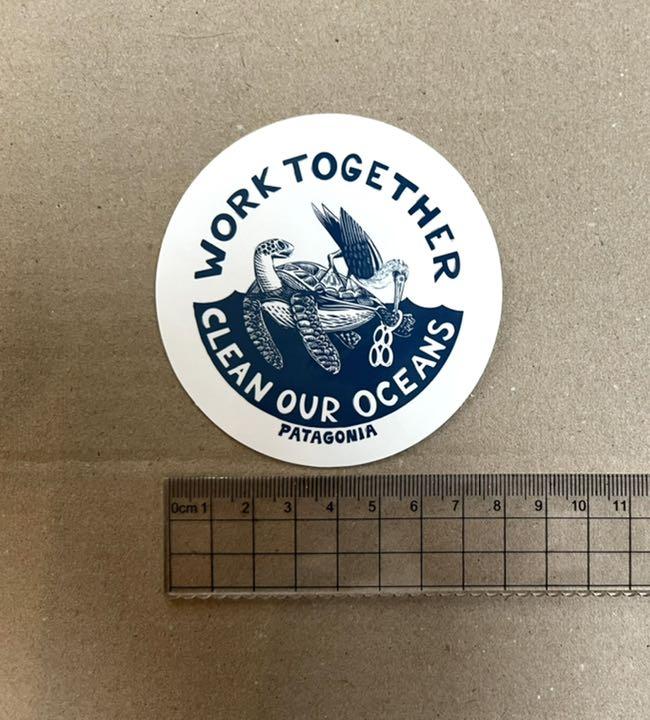 WORK TOGETHER
CLEAN OUR OCEANS
PATAGONIA
0cm 1 2 3 4 5 6 7 8 9 10 11